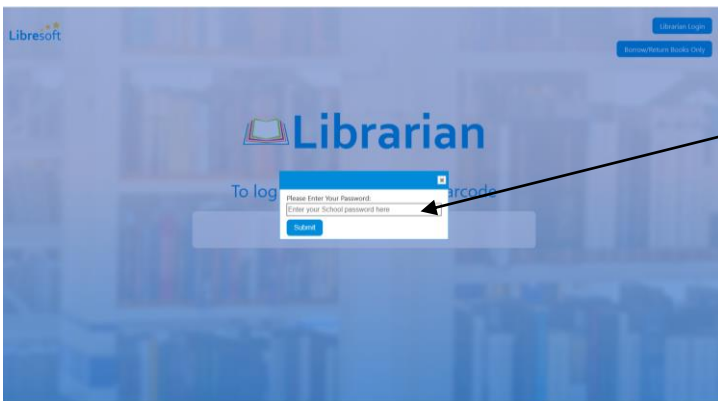 Libresoft
Librarian Login
Borrow/Return Books Only
Librarian
To log
arcode
Please Enter Your Password:
Enter your School password here
Submit